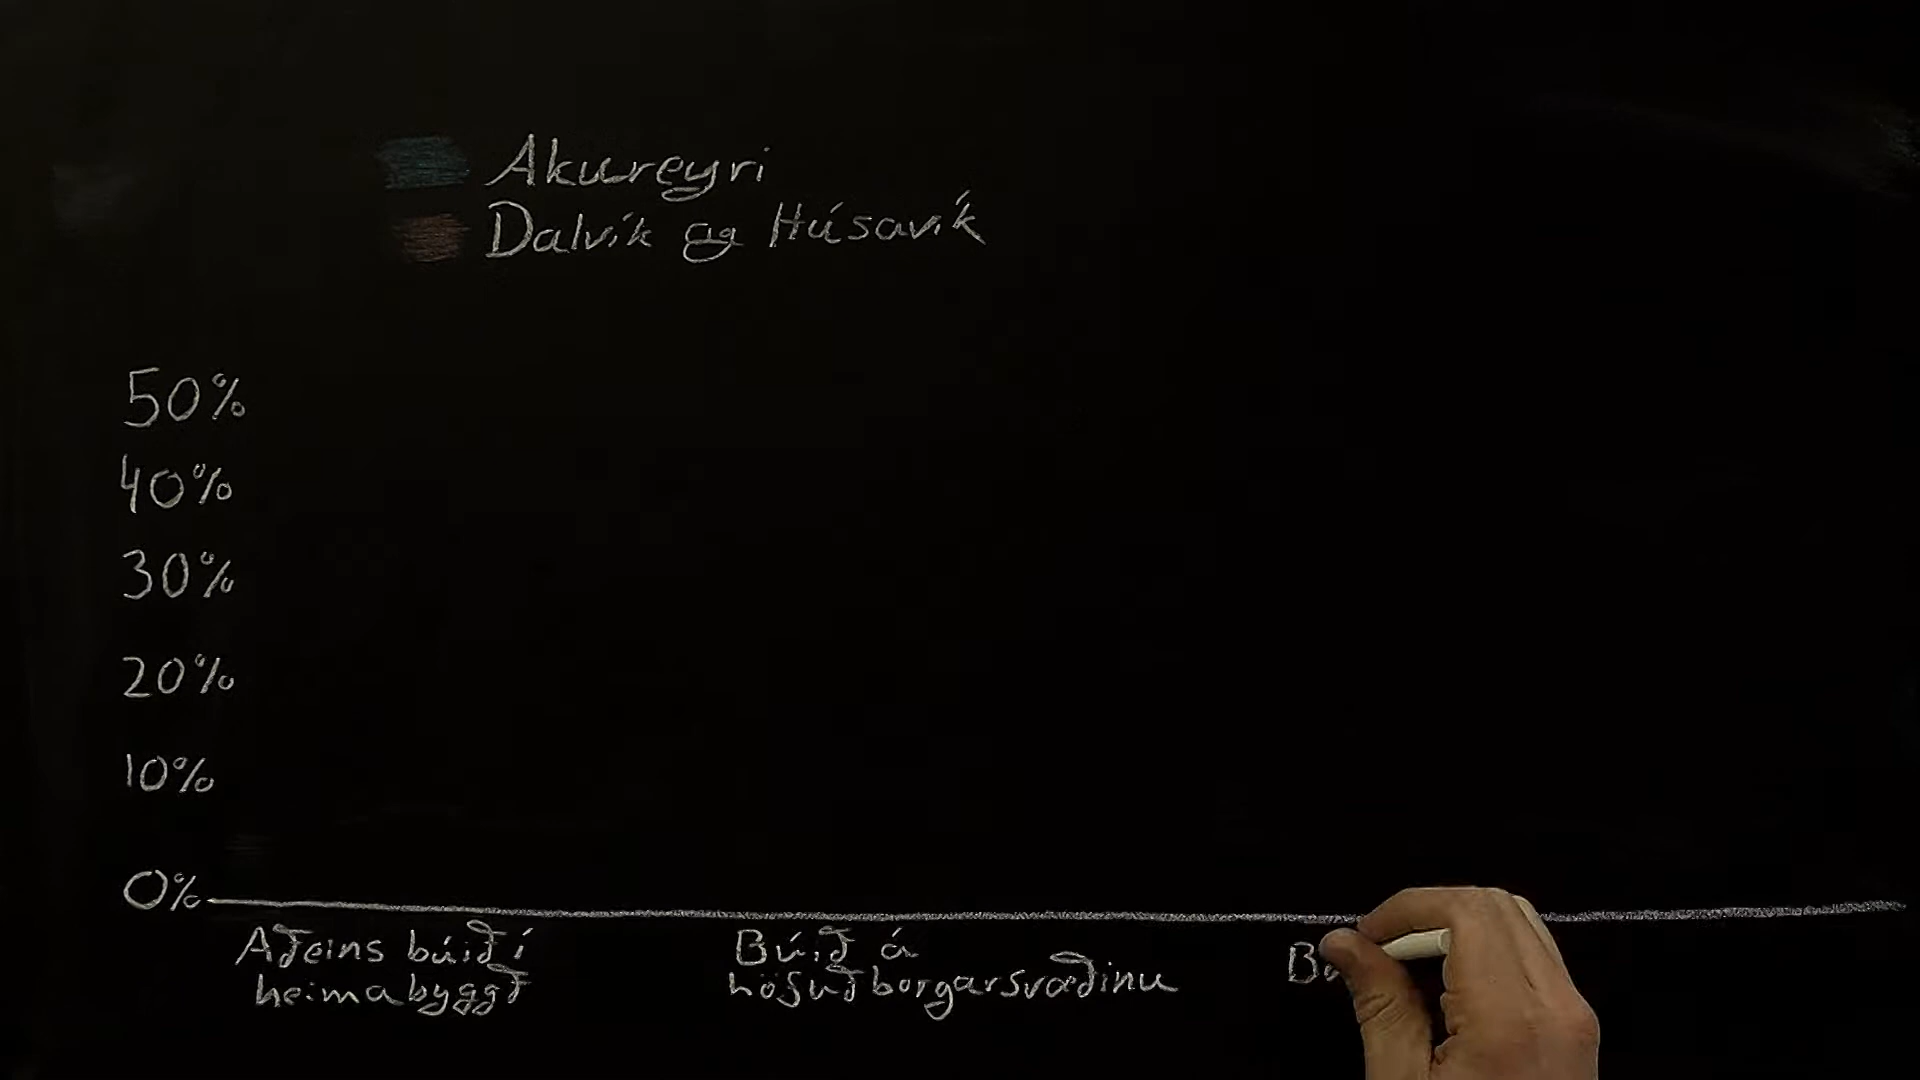 Akureyri
Dalvík og Húsavík
50%
40%
30%
20%
10%
0%
Aðeins búið í
heimabyggð
Búið á
höfuðborgarsvæðinu